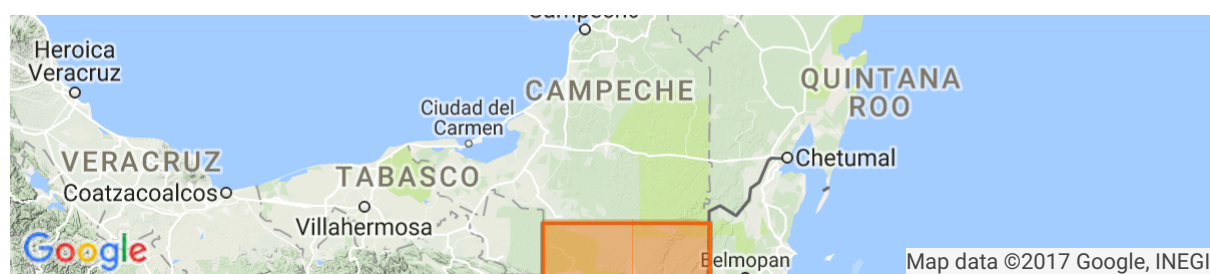 Campeche
Heroica
Veracruz
CAMPECHE
QUINTANA
ROO
Ciudad del
Carmen
VERACRUZ
Chetumal
TABASCO
Coatzacoalcos
Villahermosa
Google
Belmopan
Map data ©2017 Google, INEGI